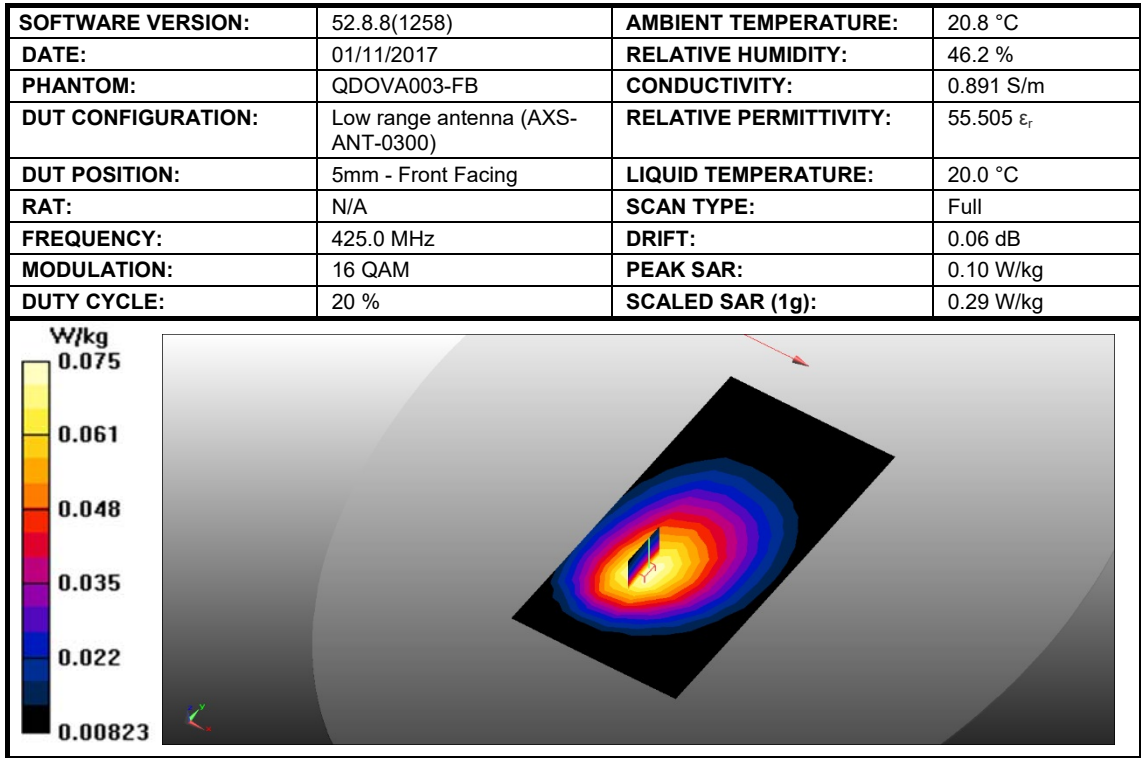 SOFTWARE VERSION: 52.8.8(1258) AMBIENT TEMPERATURE: 20.8 °C
DATE: 01/11/2017 RELATIVE HUMIDITY: 46.2 %
PHANTOM: QDOVA003-FB CONDUCTIVITY: 0.891 S/m
DUT CONFIGURATION: Low range antenna (AXS- RELATIVE PERMITTIVITY: 55.505 εᵣ
ANT-0300)
DUT POSITION: 5mm - Front Facing LIQUID TEMPERATURE: 20.0 °C
RAT: N/A SCAN TYPE: Full
FREQUENCY: 425.0 MHz DRIFT: 0.06 dB
MODULATION: 16 QAM PEAK SAR: 0.10 W/kg
DUTY CYCLE: 20 % SCALED SAR (1g): 0.29 W/kg
W/kg
0.075
0.061
0.048
0.035
0.022
0.00823
z y
x